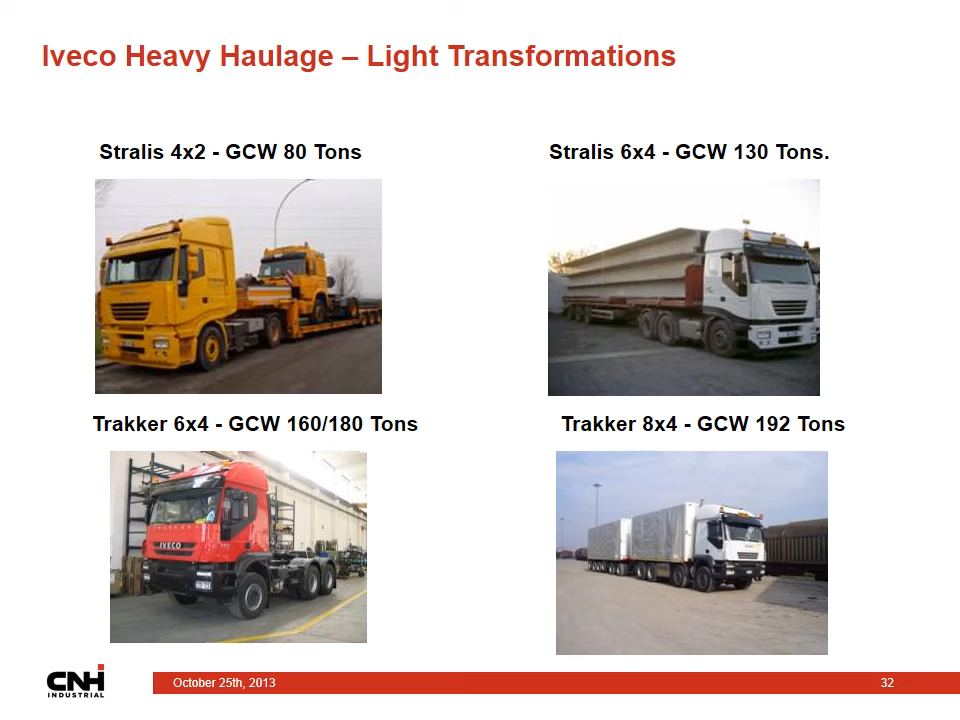 Iveco Heavy Haulage – Light Transformations
Stralis 4x2 - GCW 80 Tons
Stralis 6x4 - GCW 130 Tons.
Trakker 6x4 - GCW 160/180 Tons
Trakker 8x4 - GCW 192 Tons
IVECO
CNH
INDUSTRIAL
October 25th, 2013
32